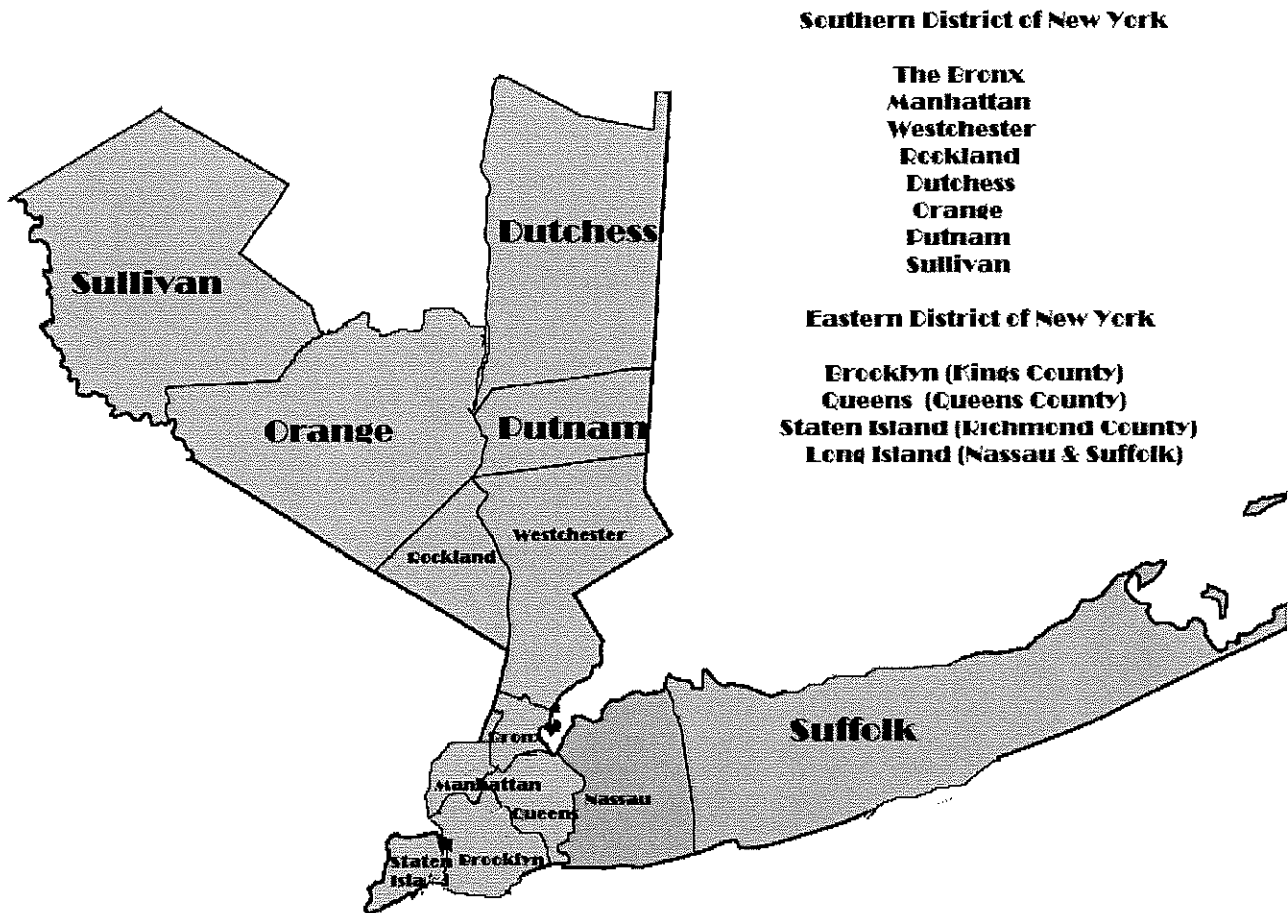 Southern District of New York
The Bronx
Manhattan
Westchester
Rockland
Dutchess
Orange
Putnam
Sullivan
Eastern District of New York
Brooklyn (Kings County)
Queens (Queens County)
Staten Island (Richmond County)
Long Island (Nassau & Suffolk)
Dutchess
Sullivan
Orange
Putnam
Westchester
Rockland
Bronx
Suffolk
Manhattan
Nassau
Queens
Staten
Brooklyn
Isla